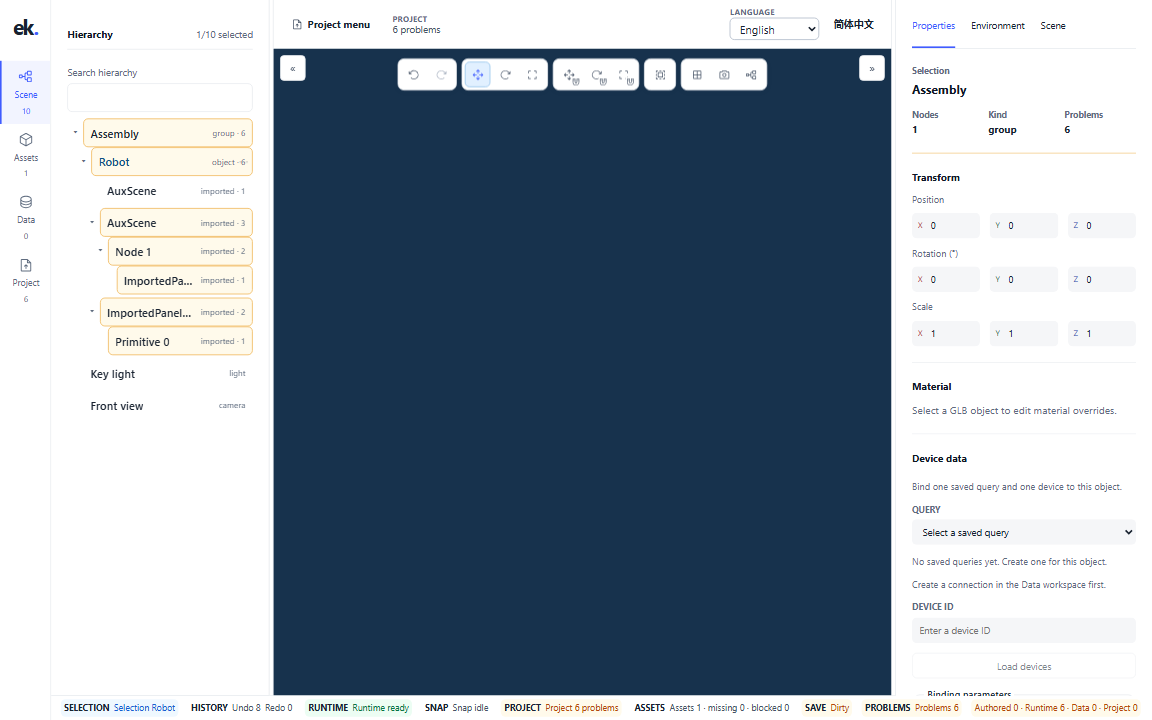 ek.
Scene
10
Assets
1
Data
0
Project
6
Hierarchy
1/10 selected
Search hierarchy
Assembly
group · 6
Robot
object · 6
AuxScene
imported · 1
AuxScene
imported · 3
Node 1
imported · 2
ImportedPa...
imported · 1
ImportedPanel...
imported · 2
Primitive 0
imported · 1
Key light
light
Front view
camera
Project menu
PROJECT
6 problems
LANGUAGE
English
简体中文
«
»
Properties
Environment
Scene
Selection
Assembly
Nodes
Kind
Problems
1
group
6
Transform
Position
X 0
Y 0
Z 0
Rotation (°)
X 0
Y 0
Z 0
Scale
X 1
Y 1
Z 1
Material
Select a GLB object to edit material overrides.
Device data
Bind one saved query and one device to this object.
QUERY
Select a saved query
No saved queries yet. Create one for this object.
Create a connection in the Data workspace first.
DEVICE ID
Enter a device ID
Load devices
Binding parameters
SELECTION Selection Robot
HISTORY Undo 8 Redo 0
RUNTIME Runtime ready
SNAP Snap idle
PROJECT Project 6 problems
ASSETS Assets 1 · missing 0 · blocked 0
SAVE Dirty
PROBLEMS Problems 6
Authored 0 · Runtime 6 · Data 0 · Project 0